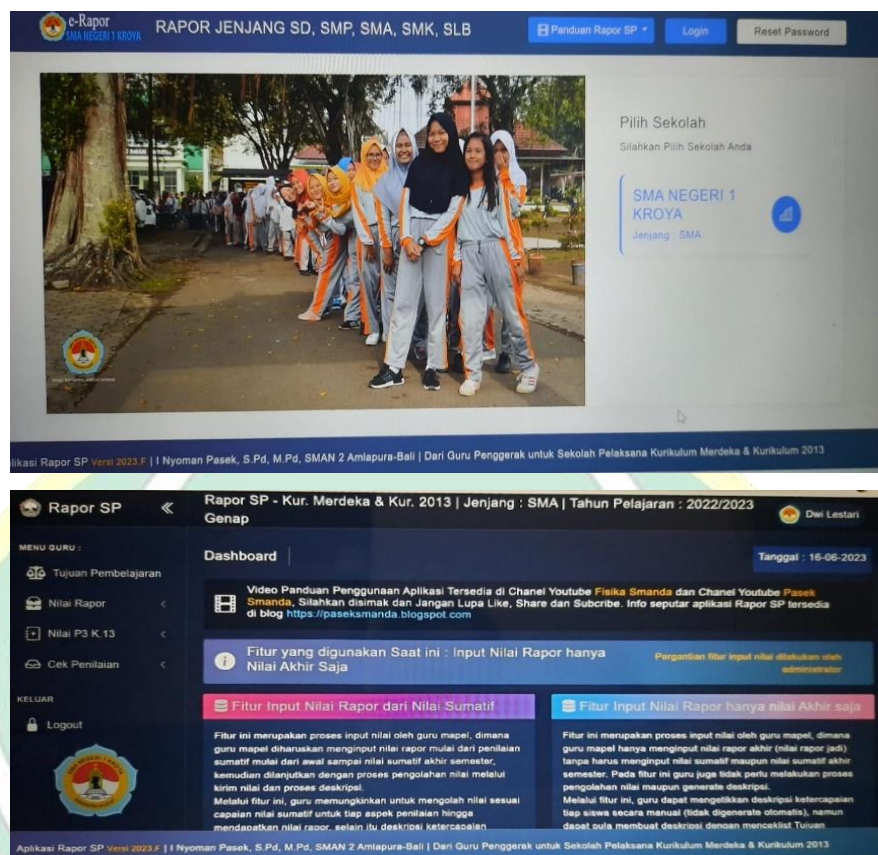 e-Rapor
SMA NEGERI 1 KROYA
RAPOR JENJANG SD, SMP, SMA, SMK, SLB
Panduan Rapor SP
Login
Reset Password
Pilih Sekolah
Silahkan Pilih Sekolah Anda
SMA NEGERI 1
KROYA
Jenjang : SMA
likasi Rapor SP Versi 2023.F | I Nyoman Pasek, S.Pd, M.Pd, SMAN 2 Amlapura-Bali | Dari Guru Penggerak untuk Sekolah Pelaksana Kurikulum Merdeka & Kurikulum 2013
Rapor SP
Rapor SP - Kur. Merdeka & Kur. 2013 | Jenjang : SMA | Tahun Pelajaran : 2022/2023
Genap
Dwi Lestari
MENU GURU :
Tujuan Pembelajaran
Nilai Rapor
Nilai P3 K.13
Cek Penilaian
KELUAR
Logout
Dashboard
Tanggal : 16-06-2023
Video Panduan Penggunaan Aplikasi Tersedia di Chanel Youtube Fisika Smanda dan Chanel Youtube Pasek
Smanda, Silahkan disimak dan Jangan Lupa Like, Share dan Subcribe. Info seputar aplikasi Rapor SP tersedia
di blog https://paseksmanda.blogspot.com
Fitur yang digunakan Saat ini : Input Nilai Rapor hanya
Nilai Akhir Saja
Pergantian fitur input nilai dilakukan oleh
administrator
Fitur Input Nilai Rapor dari Nilai Sumatif
Fitur ini merupakan proses input nilai oleh guru mapel, dimana
guru mapel diharuskan menginput nilai rapor mulai dari penilaian
sumatif mulai dari awal sampai nilai sumatif akhir semester,
kemudian dilanjutkan dengan proses pengolahan nilai melalui
kirim nilai dan proses deskripsi.
Melalui fitur ini, guru memungkinkan untuk mengolah nilai sesuai
capaian nilai sumatif untuk tiap aspek penilaian hingga
mendapatkan nilai rapor, selain itu deskripsi ketercapaian
Fitur Input Nilai Rapor hanya nilai Akhir saja
Fitur ini merupakan proses input nilai oleh guru mapel, dimana
guru mapel hanya menginput nilai rapor akhir (nilai rapor jadi)
tanpa harus menginput nilai sumatif maupun nilai sumatif akhir
semester. Pada fitur ini guru juga tidak perlu melakukan proses
pengolahan nilai maupun generate deskripsi.
Melalui fitur ini, guru dapat mengetikkan deskripsi ketercapaian
tiap siswa secara manual (tidak digenerate otomatis), namun
dapat pula membuat deskripsi dengan menceklist Tujuan
Aplikasi Rapor SP Versi 2023.F | I Nyoman Pasek, S.Pd, M.Pd, SMAN 2 Amlapura-Bali | Dari Guru Penggerak untuk Sekolah Pelaksana Kurikulum Merdeka & Kurikulum 2013